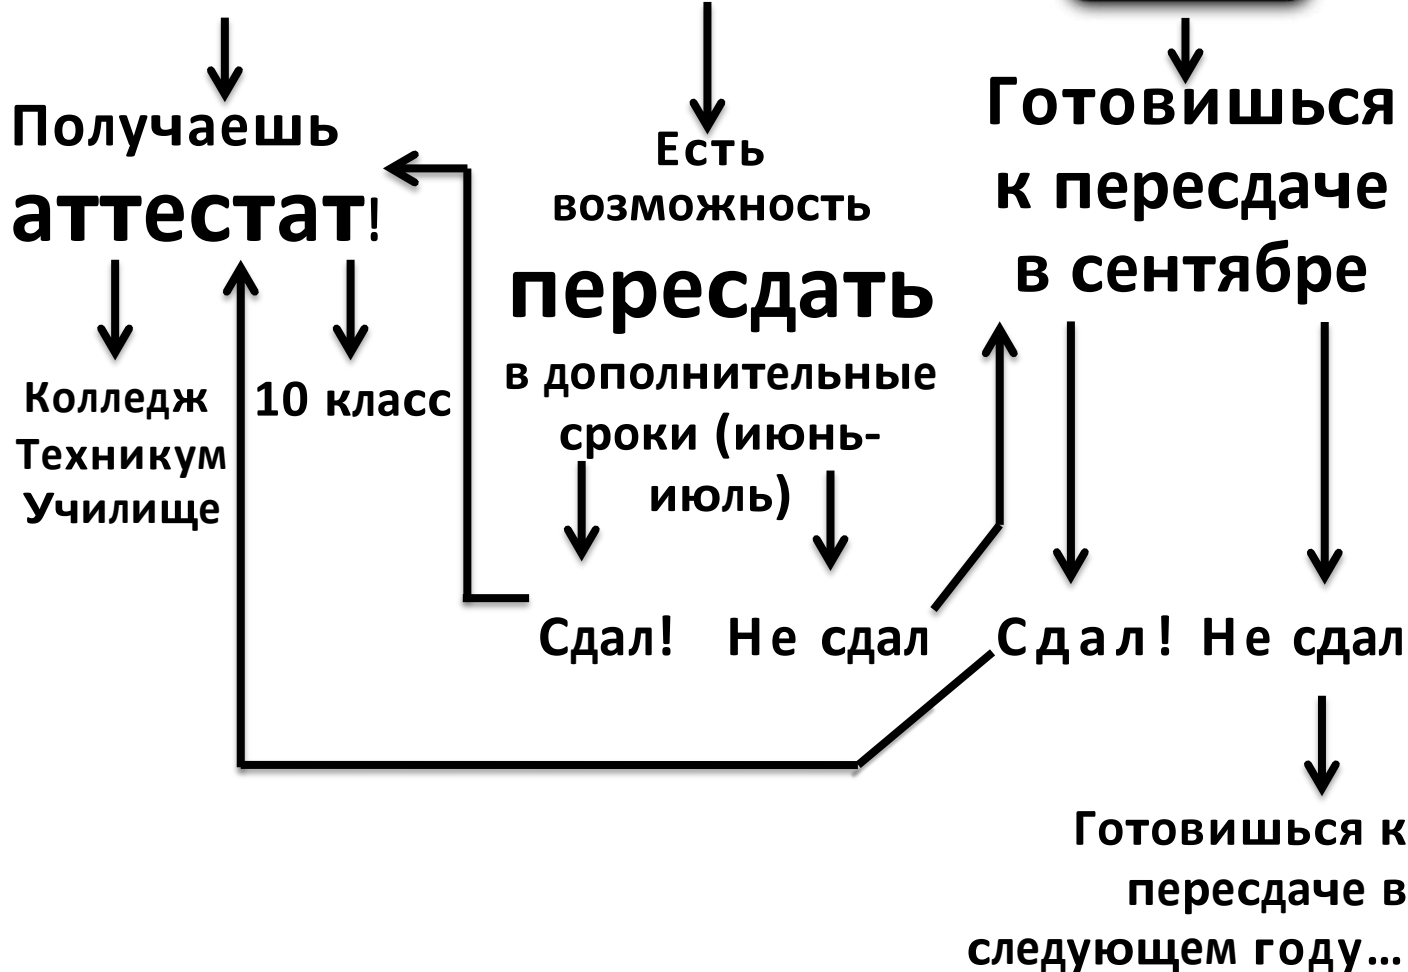 Получаешь
аттестат!
Колледж
Техникум
Училище
10 класс
Есть
возможность
пересдать
в дополнительные
сроки (июнь-
июль)
Сдал! Не сдал
Готовишься
к пересдаче
в сентябре
Сдал! Не сдал
Готовишься к
пересдаче в
следующем году…